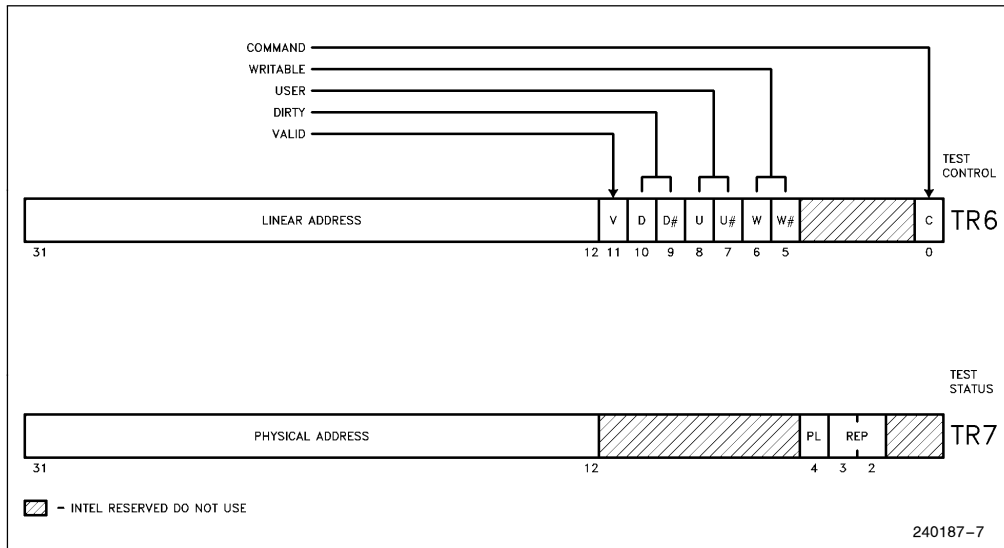 COMMAND
WRITABLE
USER
DIRTY
VALID
TEST
CONTROL
LINEAR ADDRESS V D D# U U# W W# C TR6
31 12 11 10 9 8 7 6 5 0
TEST
STATUS
PHYSICAL ADDRESS PL REP TR7
31 12 4 3 2
– INTEL RESERVED DO NOT USE
240187–7